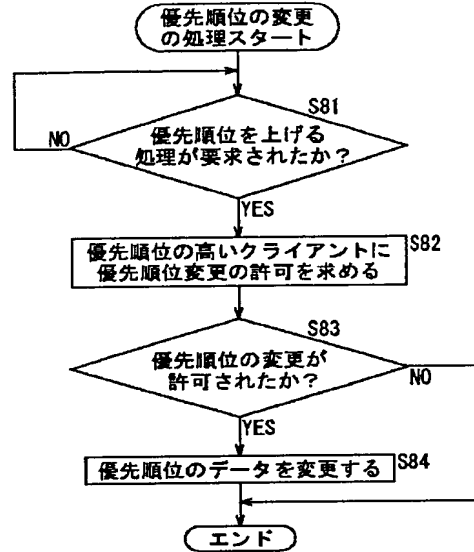 優先順位の変更
の処理スタート
S81
優先順位を上げる
処理が要求されたか?
NO
YES
優先順位の高いクライアントに
優先順位変更の許可を求める
S82
S83
優先順位の変更が
許可されたか?
NO
YES
優先順位のデータを変更する
S84
エンド